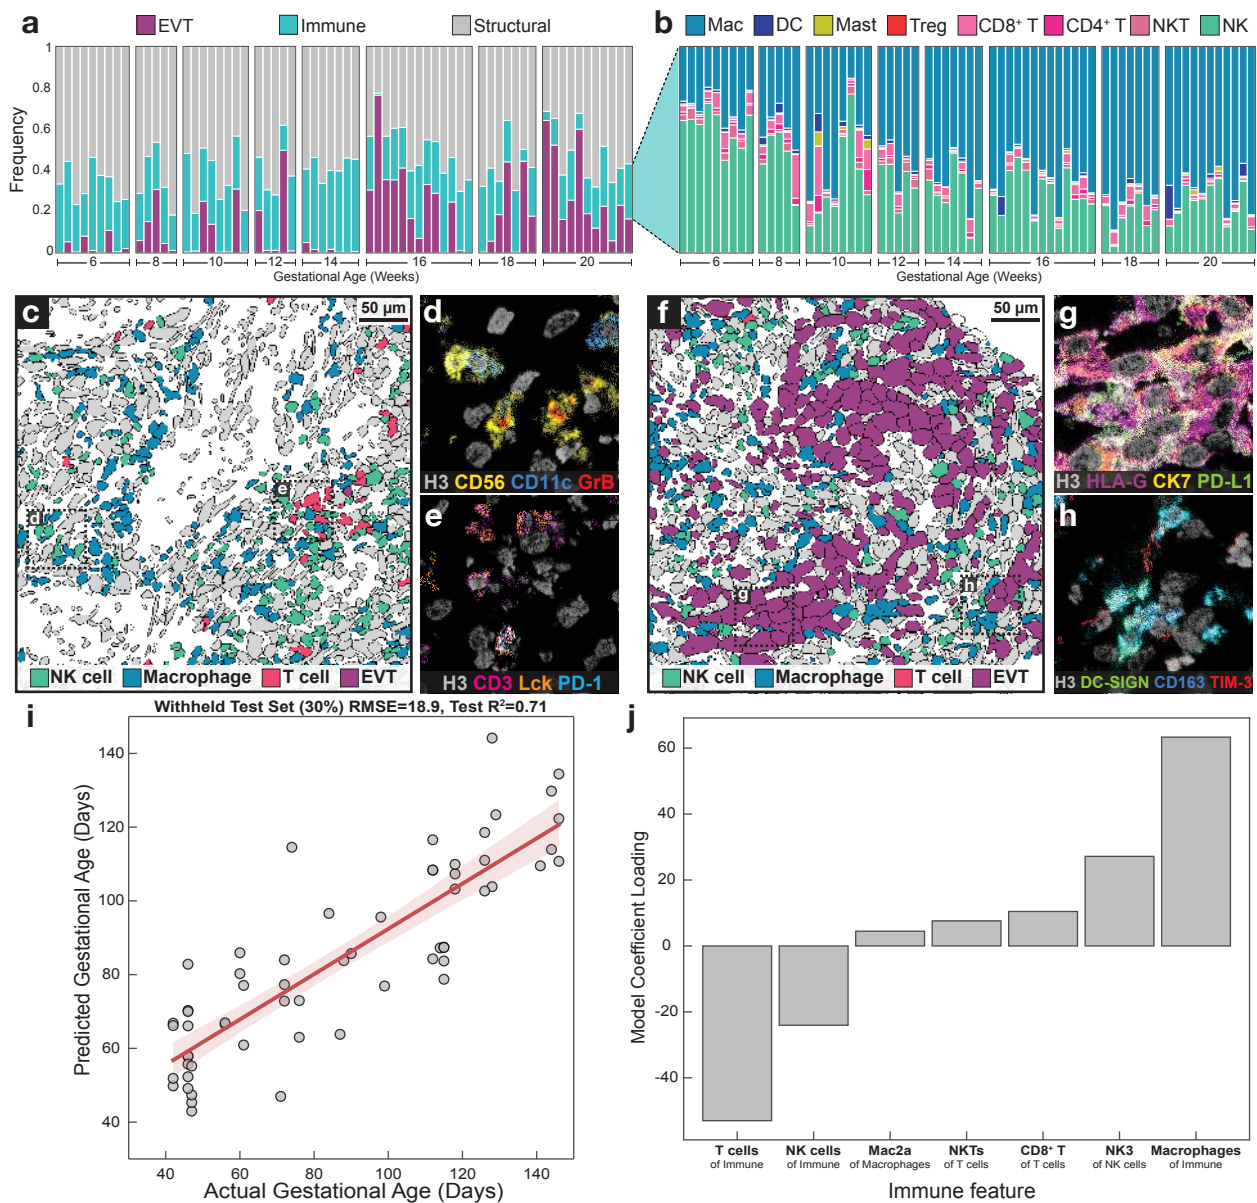 a
EVT Immune Structural
1
0.8
0.6
0.4
0.2
0
Frequency
6 8 10 12 14 16 18 20
Gestational Age (Weeks)
b
Mac DC Mast Treg CD8⁺ T CD4⁺ T NKT NK
6 8 10 12 14 16 18 20
Gestational Age (Weeks)
c
50 µm
d
e
NK cell Macrophage T cell EVT
d
H3 CD56 CD11c GrB
e
H3 CD3 Lck PD-1
f
50 µm
g
h
NK cell Macrophage T cell EVT
g
H3 HLA-G CK7 PD-L1
h
H3 DC-SIGN CD163 TIM-3
i
Withheld Test Set (30%) RMSE=18.9, Test R²=0.71
140
120
100
80
60
40
Predicted Gestational Age (Days)
40 60 80 100 120 140
Actual Gestational Age (Days)
j
60
40
20
0
-20
-40
Model Coefficient Loading
T cells NK cells Mac2a NKTs CD8⁺ T NK3 Macrophages
of Immune of Immune of Macrophages of T cells of T cells of NK cells of Immune
Immune feature